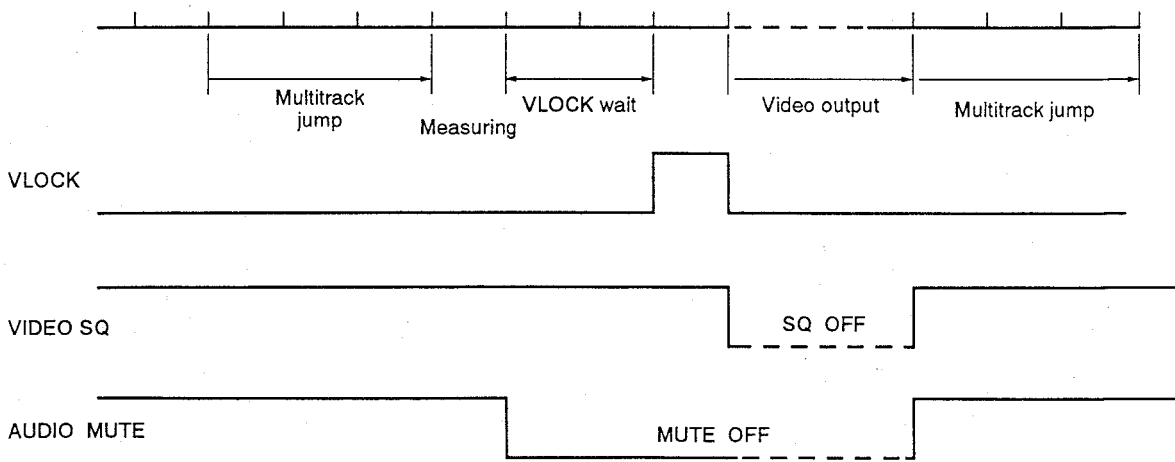 Multitrack
jump
Measuring
VLOCK wait
Video output
Multitrack jump
VLOCK
VIDEO SQ
SQ OFF
AUDIO MUTE
MUTE OFF